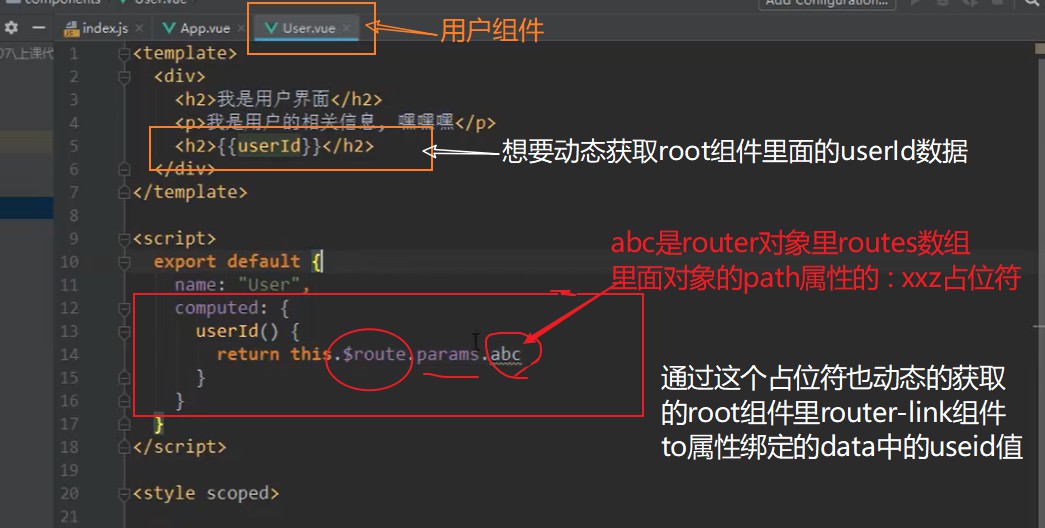 components User.vue
Add Configuration...
index.js App.vue User.vue
用户组件
07八上课代
1 <template>
2 <div>
3 <h2>我是用户界面</h2>
4 <p>我是用户的相关信息, 嘿嘿嘿</p>
5 <h2>{{userId}}</h2>
想要动态获取root组件里面的userId数据
6 </div>
7 </template>
8
9 <script>
abc是router对象里routes数组
10 export default {
里面对象的path属性的：xxz占位符
11 name: "User",
12 computed: {
13 userId() {
14 return this.$route.params.abc
15 }
通过这个占位符也动态的获取
16 }
的root组件里router-link组件
17 }
to属性绑定的data中的useid值
18 </script>
19
20 <style scoped>
21